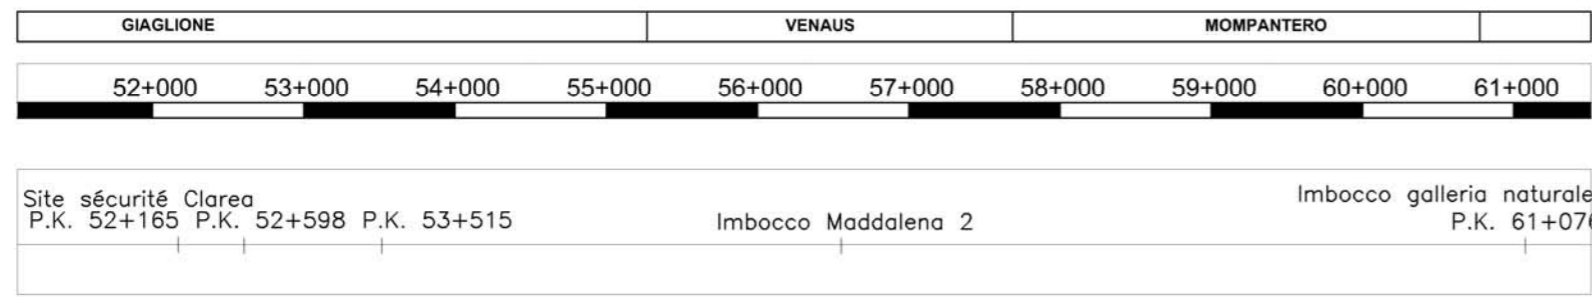 GIAGLIONE VENAUS MOMPANTERO
52+000 53+000 54+000 55+000 56+000 57+000 58+000 59+000 60+000 61+000
Site sécurité Clarea Imbocco galleria naturale
P.K. 52+165 P.K. 52+598 P.K. 53+515 Imbocco Maddalena 2 P.K. 61+076